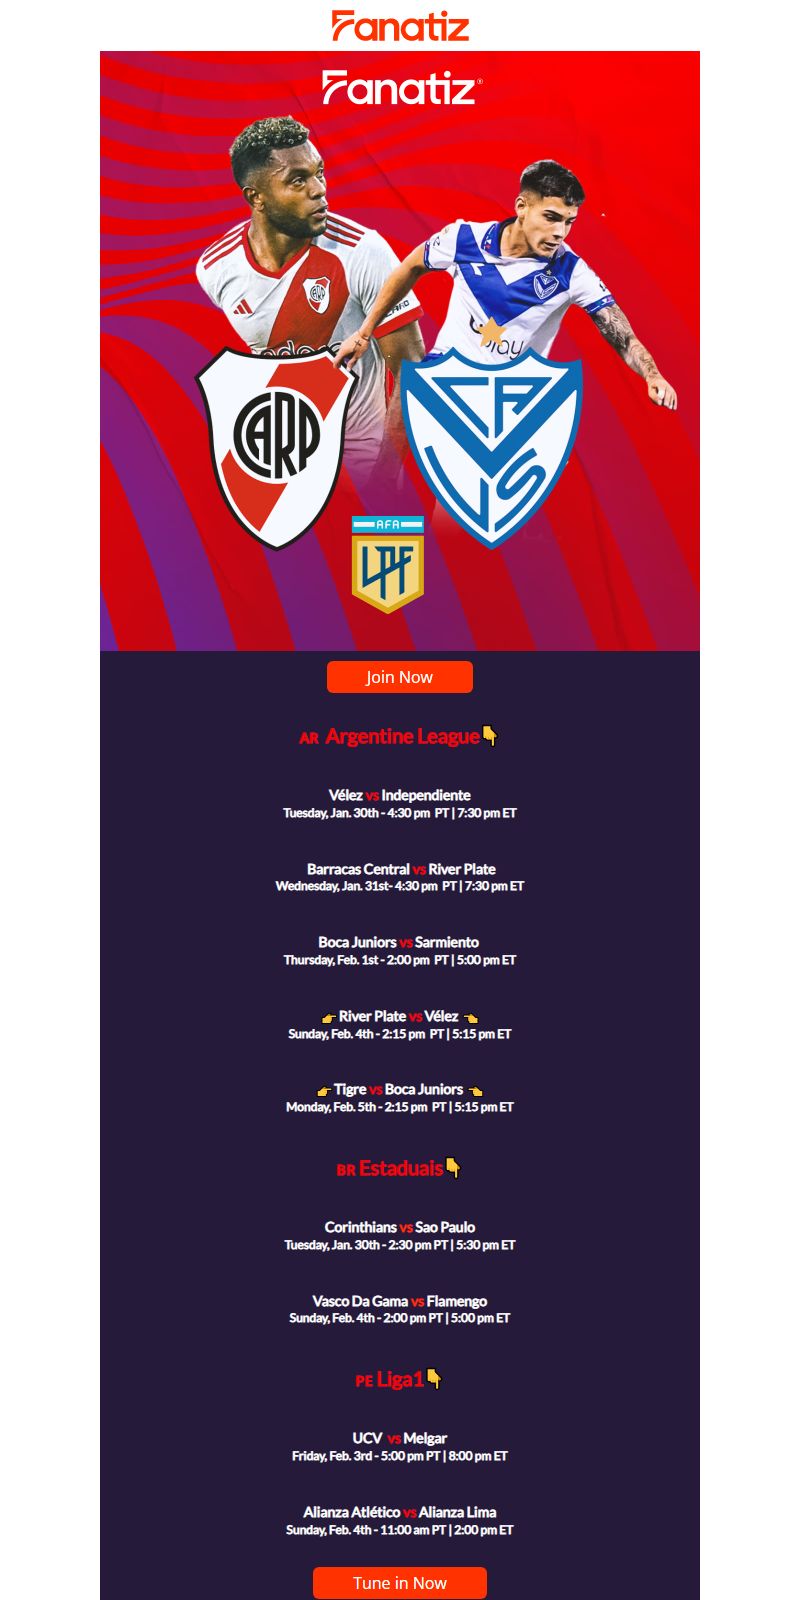 Fanatiz
Fanatiz®
CARP
CAVS
AFA
LPF
Join Now
AR Argentine League👇
Vélez vs Independiente
Tuesday, Jan. 30th - 4:30 pm PT | 7:30 pm ET
Barracas Central vs River Plate
Wednesday, Jan. 31st- 4:30 pm PT | 7:30 pm ET
Boca Juniors vs Sarmiento
Thursday, Feb. 1st - 2:00 pm PT | 5:00 pm ET
👉River Plate vs Vélez 👈
Sunday, Feb. 4th - 2:15 pm PT | 5:15 pm ET
👉Tigre vs Boca Juniors 👈
Monday, Feb. 5th - 2:15 pm PT | 5:15 pm ET
BR Estaduais👇
Corinthians vs Sao Paulo
Tuesday, Jan. 30th - 2:30 pm PT | 5:30 pm ET
Vasco Da Gama vs Flamengo
Sunday, Feb. 4th - 2:00 pm PT | 5:00 pm ET
PE Liga1👇
UCV vs Melgar
Friday, Feb. 3rd - 5:00 pm PT | 8:00 pm ET
Alianza Atlético vs Alianza Lima
Sunday, Feb. 4th - 11:00 am PT | 2:00 pm ET
Tune in Now